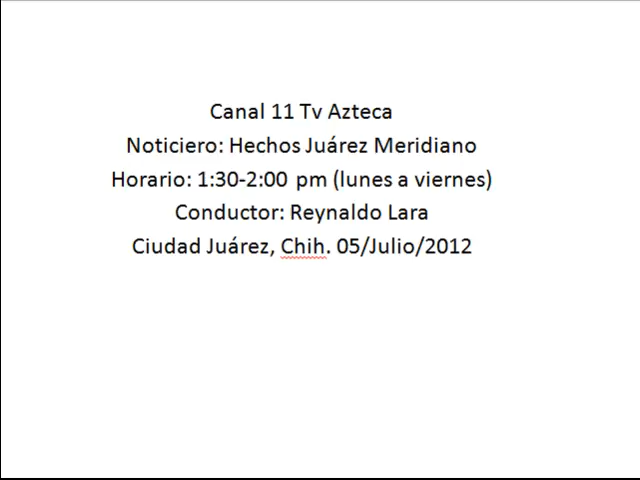 Canal 11 Tv Azteca
Noticiero: Hechos Juárez Meridiano
Horario: 1:30-2:00 pm (lunes a viernes)
Conductor: Reynaldo Lara
Ciudad Juárez, Chih. 05/Julio/2012